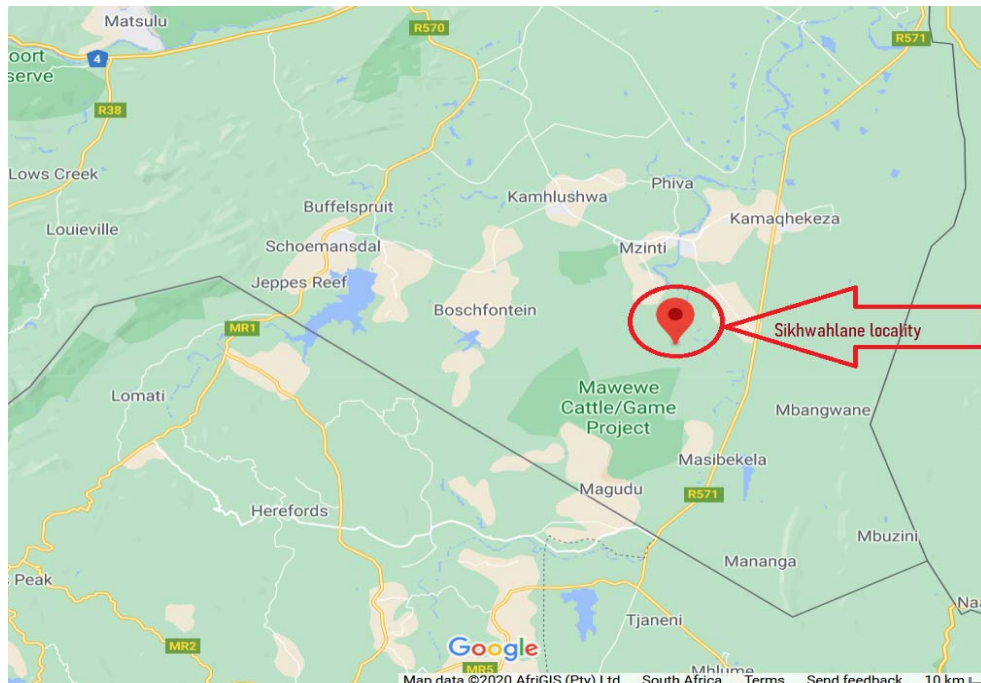 Matsulu
R570
R571
4
oort
serve
R38
Lows Creek
Phiva
Kamhlushwa
Buffelspruit
Kamaqhekeza
Louieville
Schoemansdal
Mzinti
Jeppes Reef
Boschfontein
Sikhwahlane locality
MR1
Lomati
Mawewe
Cattle/Game
Project
Mbangwane
Masibekela
Magudu
R571
Herefords
Mbuzini
Mananga
s Peak
Naa
Tjaneni
MR2
Google
MR5
Mhlume
Map data ©2020 AfriGIS (Pty) Ltd South Africa Terms Send feedback 10 km